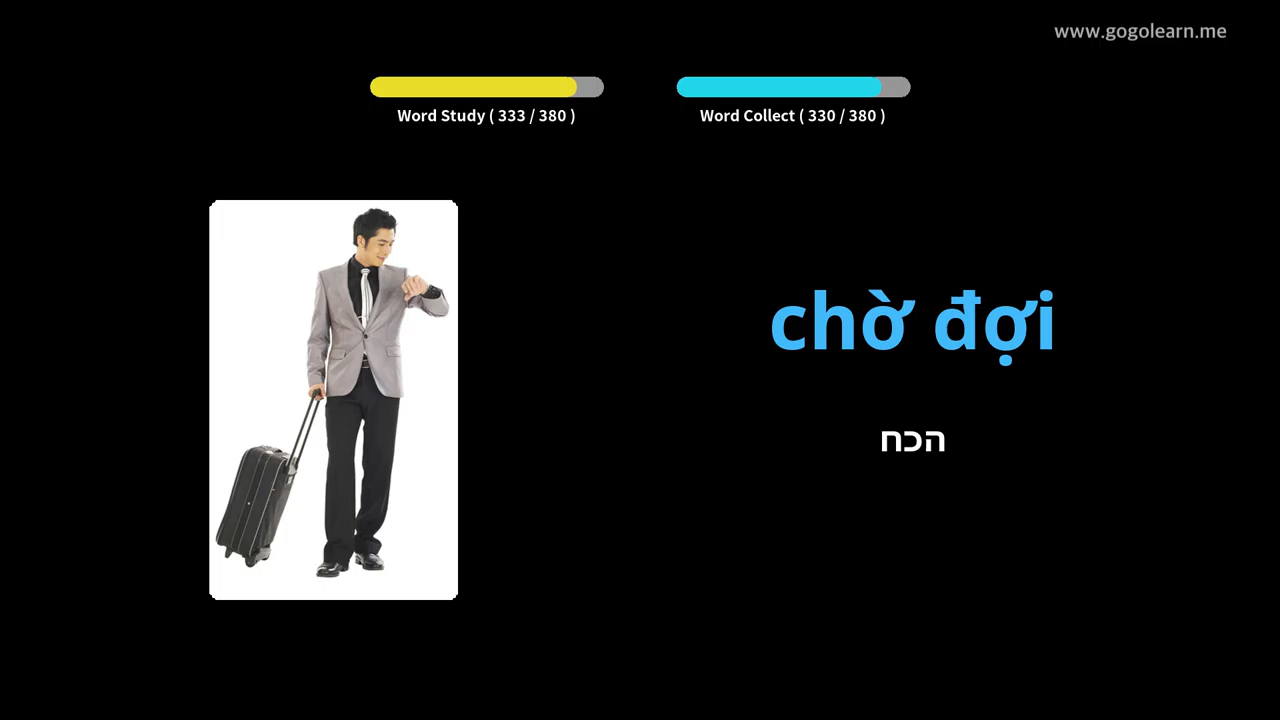 www.gogolearn.me
Word Study ( 333 / 380 )
Word Collect ( 330 / 380 )
chờ đợi
הכח